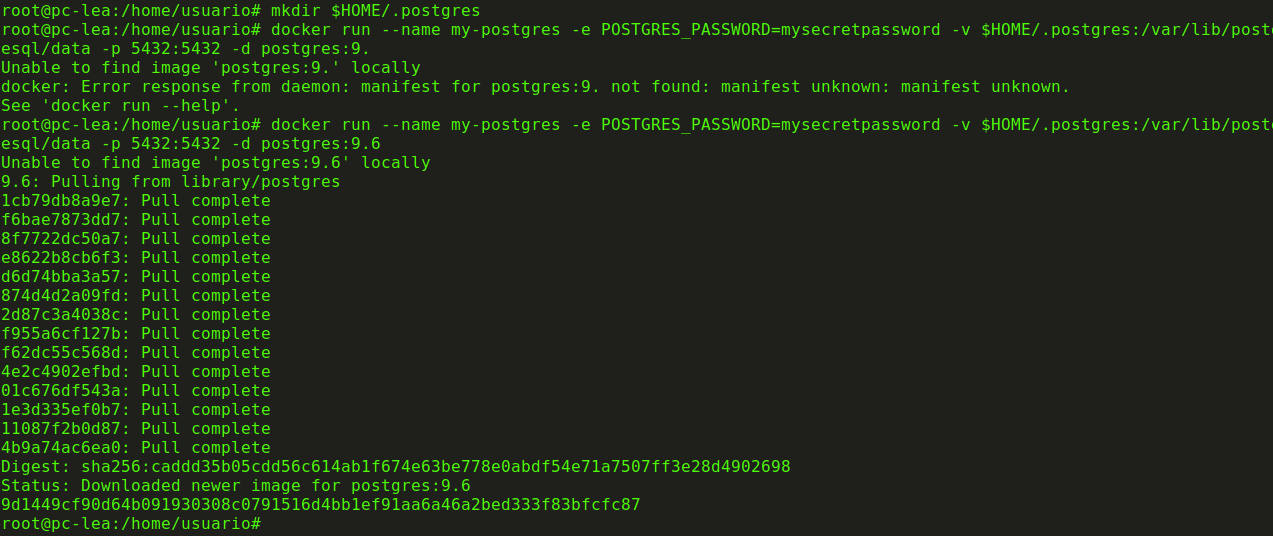 root@pc-lea:/home/usuario# mkdir $HOME/.postgres
root@pc-lea:/home/usuario# docker run --name my-postgres -e POSTGRES_PASSWORD=mysecretpassword -v $HOME/.postgres:/var/lib/postg
esql/data -p 5432:5432 -d postgres:9.
Unable to find image 'postgres:9.' locally
docker: Error response from daemon: manifest for postgres:9. not found: manifest unknown: manifest unknown.
See 'docker run --help'.
root@pc-lea:/home/usuario# docker run --name my-postgres -e POSTGRES_PASSWORD=mysecretpassword -v $HOME/.postgres:/var/lib/postg
esql/data -p 5432:5432 -d postgres:9.6
Unable to find image 'postgres:9.6' locally
9.6: Pulling from library/postgres
1cb79db8a9e7: Pull complete
f6bae7873dd7: Pull complete
8f7722dc50a7: Pull complete
e8622b8cb6f3: Pull complete
d6d74bba3a57: Pull complete
874d4d2a09fd: Pull complete
2d87c3a4038c: Pull complete
f955a6cf127b: Pull complete
f62dc55c568d: Pull complete
4e2c4902efbd: Pull complete
01c676df543a: Pull complete
1e3d335ef0b7: Pull complete
11087f2b0d87: Pull complete
4b9a74ac6ea0: Pull complete
Digest: sha256:caddd35b05cdd56c614ab1f674e63be778e0abdf54e71a7507ff3e28d4902698
Status: Downloaded newer image for postgres:9.6
9d1449cf90d64b091930308c0791516d4bb1ef91aa6a46a2bed333f83bfcfc87
root@pc-lea:/home/usuario#